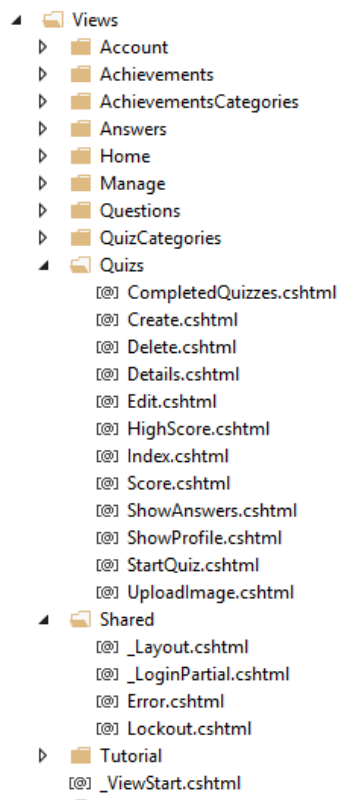 Views
Account
Achievements
AchievementsCategories
Answers
Home
Manage
Questions
QuizCategories
Quizs
[@] CompletedQuizzes.cshtml
[@] Create.cshtml
[@] Delete.cshtml
[@] Details.cshtml
[@] Edit.cshtml
[@] HighScore.cshtml
[@] Index.cshtml
[@] Score.cshtml
[@] ShowAnswers.cshtml
[@] ShowProfile.cshtml
[@] StartQuiz.cshtml
[@] UploadImage.cshtml
Shared
[@] _Layout.cshtml
[@] _LoginPartial.cshtml
[@] Error.cshtml
[@] Lockout.cshtml
Tutorial
[@] _ViewStart.cshtml